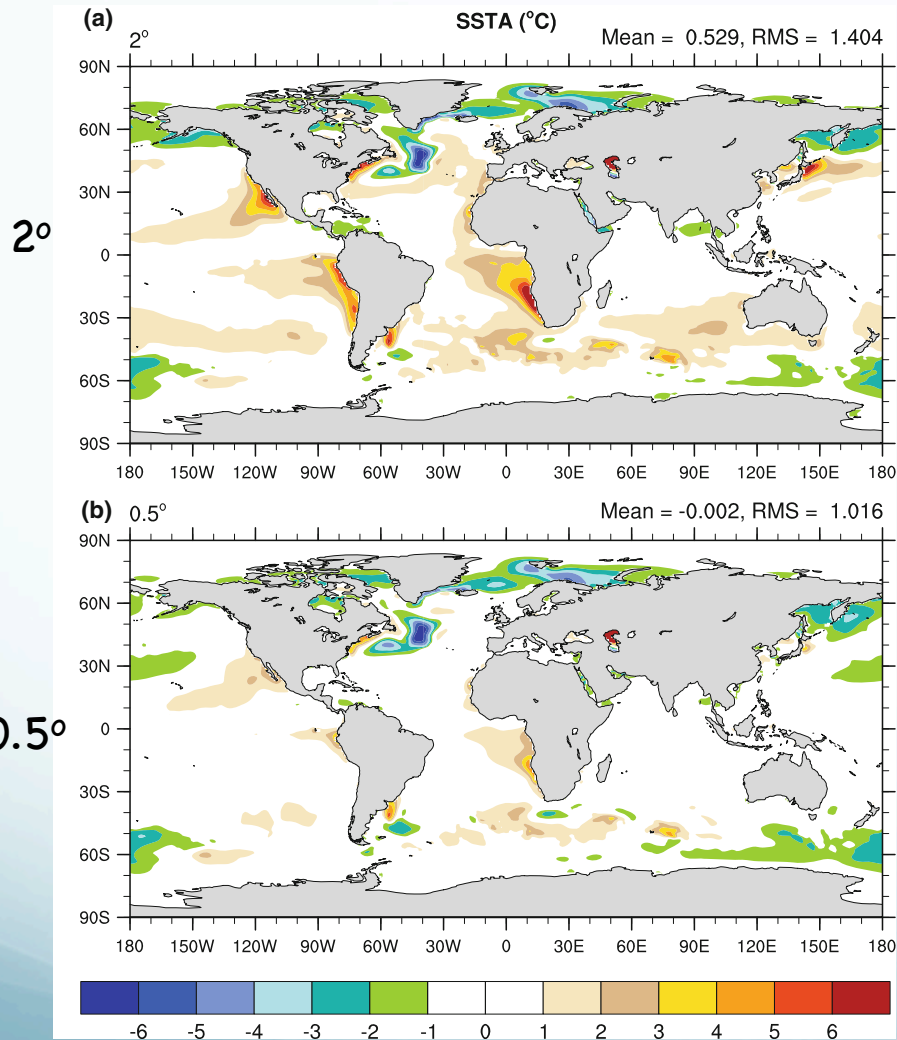 (a)
SSTA (°C)
2°
Mean = 0.529, RMS = 1.404
90N
60N
30N
0
30S
60S
90S
180 150W 120W 90W 60W 30W 0 30E 60E 90E 120E 150E 180
2°
(b)
0.5°
Mean = -0.002, RMS = 1.016
90N
60N
30N
0
30S
60S
90S
180 150W 120W 90W 60W 30W 0 30E 60E 90E 120E 150E 180
0.5°
-6 -5 -4 -3 -2 -1 0 1 2 3 4 5 6